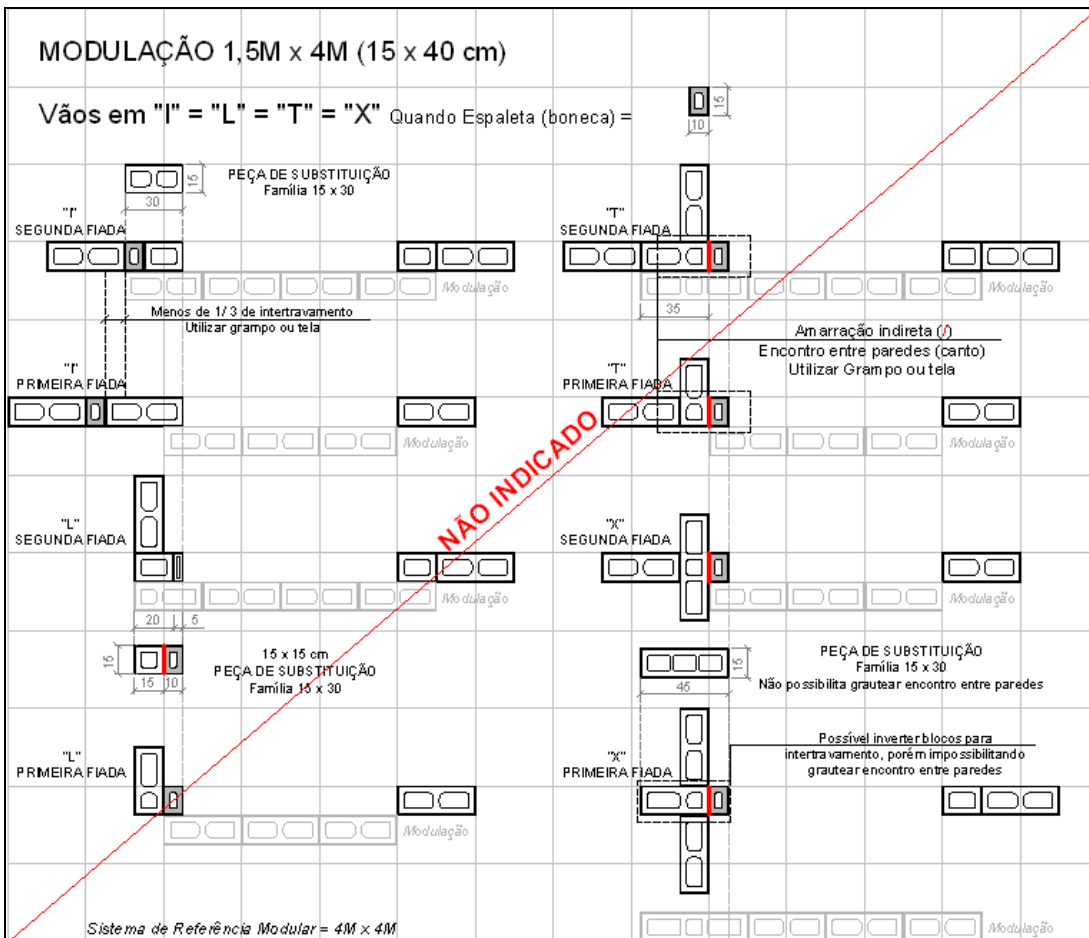 MODULAÇÃO 1,5M x 4M (15 x 40 cm)
Vãos em "I" = "L" = "T" = "X" Quando Espaleta (boneca) =
15
10
PEÇA DE SUBSTITUIÇÃO
Família 15 x 30
15
30
"I"
SEGUNDA FIADA
Modulação
Menos de 1/3 de intertravamento
Utilizar grampo ou tela
"I"
PRIMEIRA FIADA
Modulação
"L"
SEGUNDA FIADA
Modulação
20
5
15 x 15 cm
PEÇA DE SUBSTITUIÇÃO
Família 15 x 30
15
15
10
"L"
PRIMEIRA FIADA
Modulação
Sistema de Referência Modular = 4M x 4M
NÃO INDICADO
"T"
SEGUNDA FIADA
Modulação
35
Amarração indireta (/)
Encontro entre paredes (canto)
Utilizar Grampo ou tela
"T"
PRIMEIRA FIADA
Modulação
"X"
SEGUNDA FIADA
Modulação
PEÇA DE SUBSTITUIÇÃO
Família 15 x 30
Não possibilita grautear encontro entre paredes
15
45
Possível inverter blocos para
intertravamento, porém impossibilitando
grautear encontro entre paredes
"X"
PRIMEIRA FIADA
Modulação